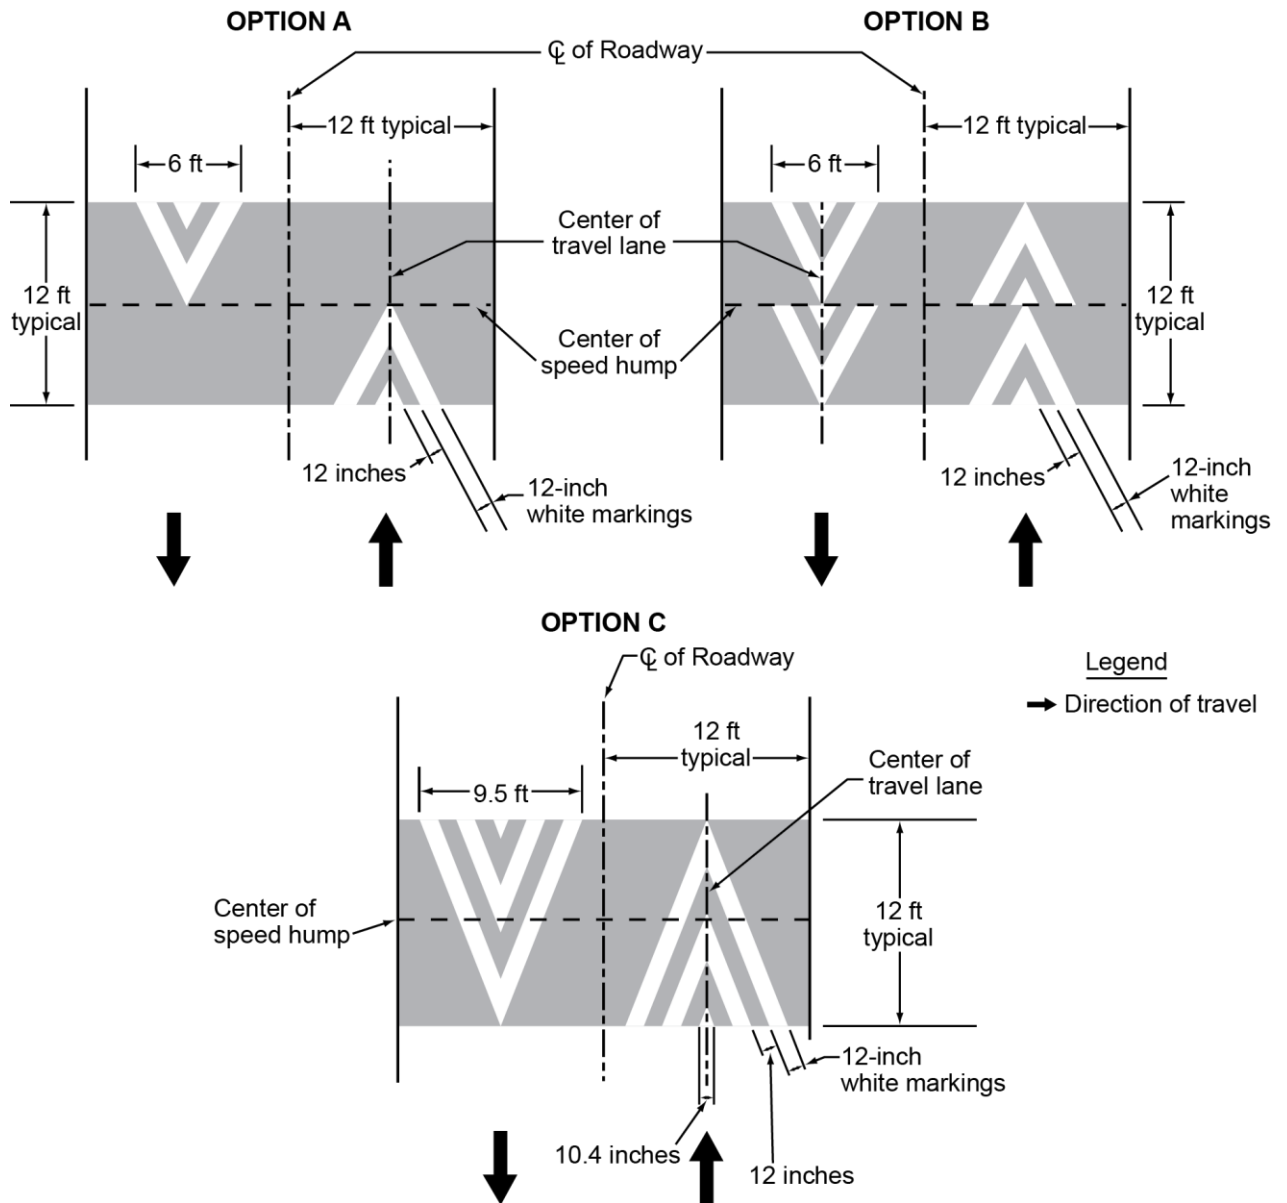 OPTION A
OPTION B
℄ of Roadway
12 ft typical
12 ft typical
6 ft
6 ft
Center of
travel lane
12 ft
typical
12 ft
typical
Center of
speed hump
12 inches
12-inch
white markings
12 inches
12-inch
white
markings
OPTION C
℄ of Roadway
Legend
Direction of travel
12 ft
typical
Center of
travel lane
9.5 ft
Center of
speed hump
12 ft
typical
12-inch
white markings
10.4 inches
12 inches